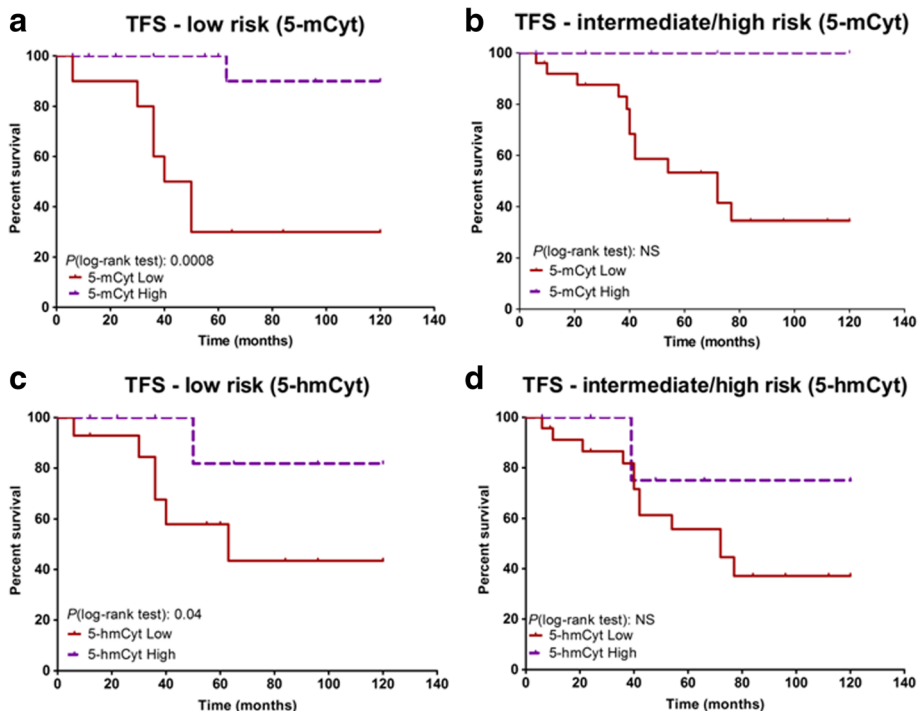 a
TFS - low risk (5-mCyt)
Percent survival
100
80
60
40
20
0
P(log-rank test): 0.0008
5-mCyt Low
5-mCyt High
0 20 40 60 80 100 120 140
Time (months)
b
TFS - intermediate/high risk (5-mCyt)
Percent survival
100
80
60
40
20
0
P(log-rank test): NS
5-mCyt Low
5-mCyt High
0 20 40 60 80 100 120 140
Time (months)
c
TFS - low risk (5-hmCyt)
Percent survival
100
80
60
40
20
0
P(log-rank test): 0.04
5-hmCyt Low
5-hmCyt High
0 20 40 60 80 100 120 140
Time (months)
d
TFS - intermediate/high risk (5-hmCyt)
Percent survival
100
80
60
40
20
0
P(log-rank test): NS
5-hmCyt Low
5-hmCyt High
0 20 40 60 80 100 120 140
Time (months)